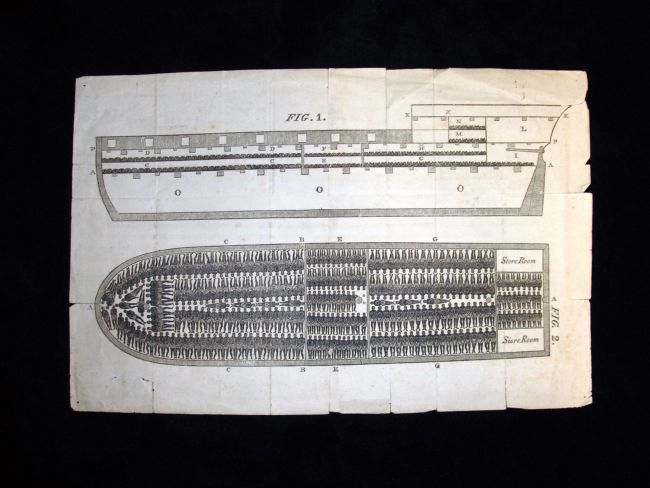 FIG. 1.
Z
K K
N
L
M
P D D F H P
G I
C C E
A A
O O O
C B E G
Store Room
A A
FIG. 2.
Store Room
C B E G